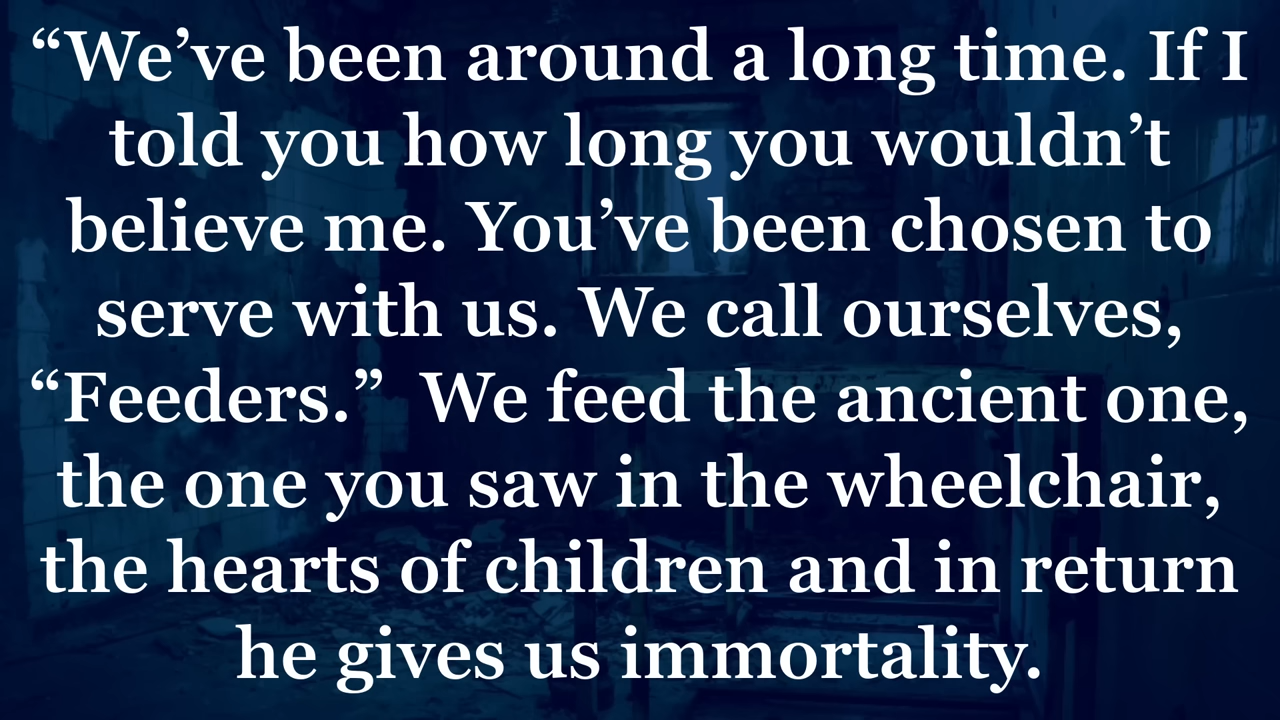 “We’ve been around a long time. If I
told you how long you wouldn’t
believe me. You’ve been chosen to
serve with us. We call ourselves,
“Feeders.”  We feed the ancient one,
the one you saw in the wheelchair,
the hearts of children and in return
he gives us immortality.